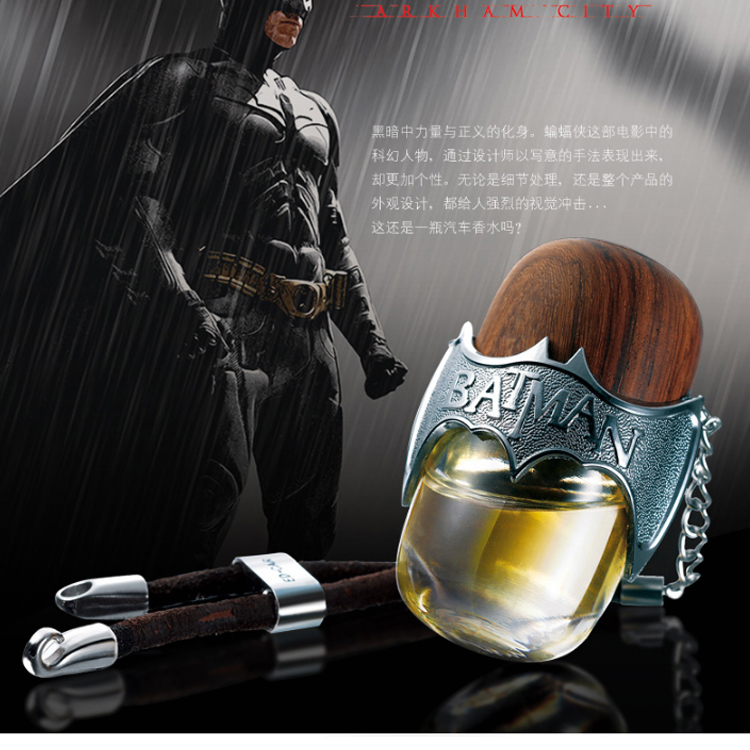 ARKHAM CITY
黑暗中力量与正义的化身。蝙蝠侠这部电影中的
科幻人物，通过设计师以写意的手法表现出来，
却更加个性。无论是细节处理，还是整个产品的
外观设计，都给人强烈的视觉冲击...
这还是一瓶汽车香水吗?
BATMAN
ED·CAR